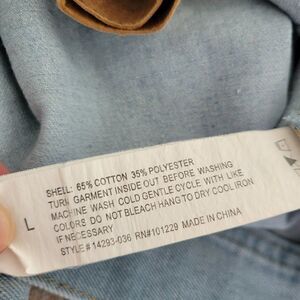 SHELL: 65% COTTON 35% POLYESTER
TURN GARMENT INSIDE OUT BEFORE WASHING
MACHINE WASH COLD GENTLE CYCLE WITH LIKE
COLORS DO NOT BLEACH HANG TO DRY COOL IRON
IF NECESSARY
STYLE#14293-036 RN#101229 MADE IN CHINA
L